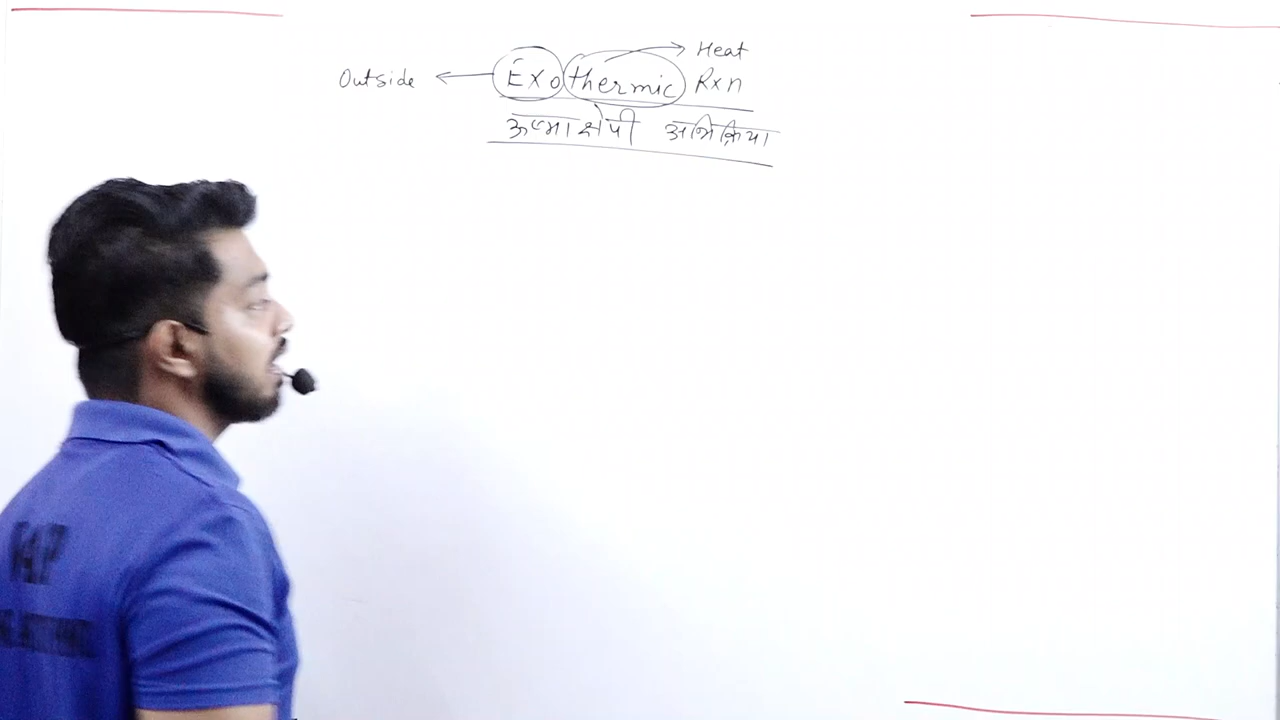 Heat
Outside ← Exothermic Rxn
ऊष्माक्षेपी अभिक्रिया